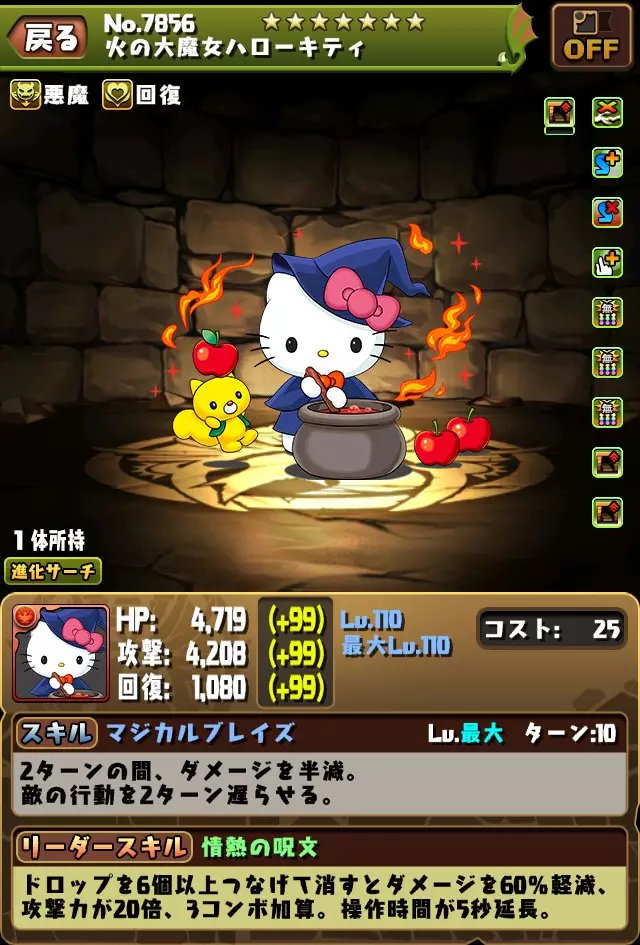 戻る
No.7856
☆☆☆☆☆☆☆
火の大魔女ハローキティ
OFF
悪魔 回復
無
無
無
1体所持
進化サーチ
HP: 4,719 (+99) Lv.110
攻撃: 4,208 (+99) 最大Lv.110
回復: 1,080 (+99)
コスト: 25
スキル マジカルブレイズ Lv.最大 ターン:10
2ターンの間、ダメージを半減。
敵の行動を2ターン遅らせる。
リーダースキル 情熱の呪文
ドロップを6個以上つなげて消すとダメージを60%軽減、
攻撃力が20倍、3コンボ加算。操作時間が5秒延長。